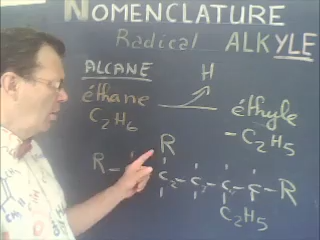 NOMENCLATURE
Radical ALKYLE
ALCANE H
éthane éthyle
C2H6 -C2H5
R
R- C - C - C - C - R
C2H5